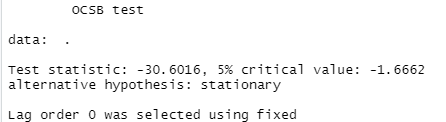 OCSB test
data:  .
Test statistic: -30.6016, 5% critical value: -1.6662
alternative hypothesis: stationary
Lag order 0 was selected using fixed